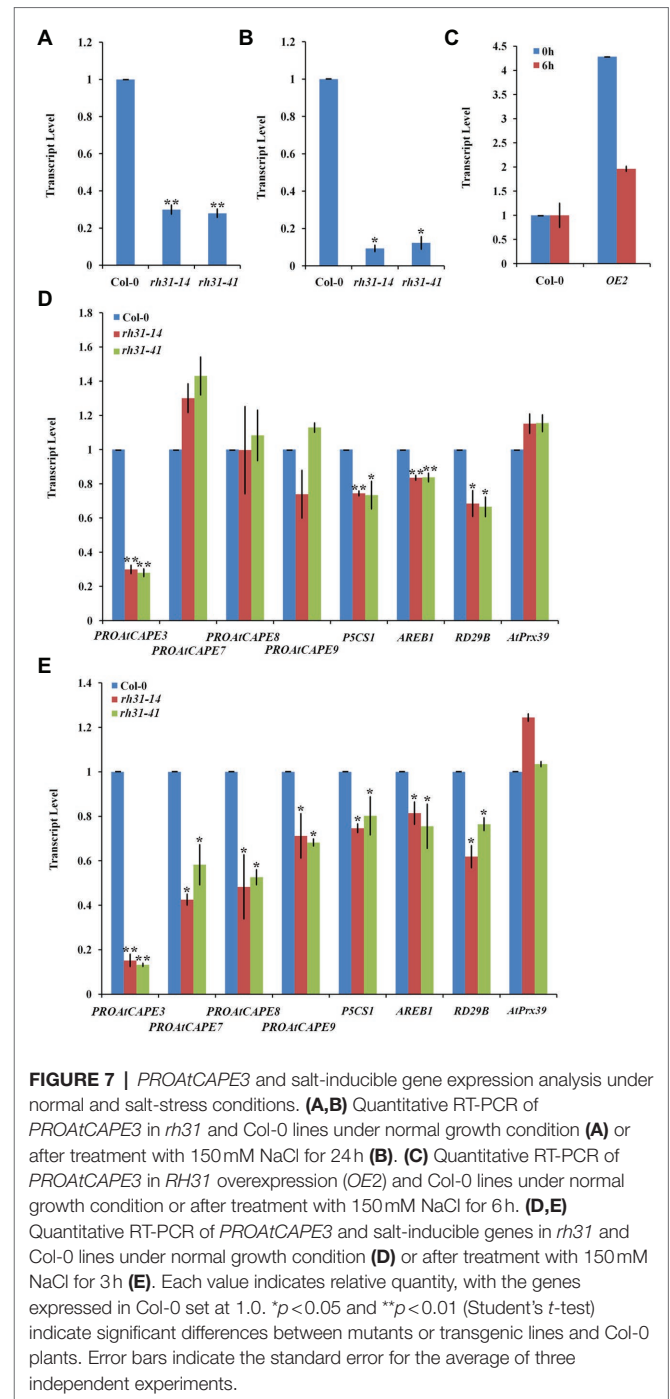 A
1.2
1
0.8
0.6
0.4
0.2
0
Transcript Level
**
**
Col-0 rh31-14 rh31-41
B
1.2
1
0.8
0.6
0.4
0.2
0
Transcript Level
*
*
Col-0 rh31-14 rh31-41
C
4.5
4
3.5
3
2.5
2
1.5
1
0.5
0
Transcript Level
0h
6h
Col-0 OE2
D
1.8
1.6
1.4
1.2
1
0.8
0.6
0.4
0.2
0
Transcript Level
Col-0
rh31-14
rh31-41
** **
** *
** **
* *
PROAtCAPE3 PROAtCAPE8 P5CS1 AREB1 RD29B AtPrx39
PROAtCAPE7 PROAtCAPE9
E
1.4
1.2
1
0.8
0.6
0.4
0.2
0
Transcript Level
Col-0
rh31-14
rh31-41
** **
* *
* *
* *
* *
* *
* *
PROAtCAPE3 PROAtCAPE8 P5CS1 AREB1 RD29B AtPrx39
PROAtCAPE7 PROAtCAPE9
FIGURE 7 | PROAtCAPE3 and salt-inducible gene expression analysis under
normal and salt-stress conditions. (A,B) Quantitative RT-PCR of
PROAtCAPE3 in rh31 and Col-0 lines under normal growth condition (A) or
after treatment with 150 mM NaCl for 24 h (B). (C) Quantitative RT-PCR of
PROAtCAPE3 in RH31 overexpression (OE2) and Col-0 lines under normal
growth condition or after treatment with 150 mM NaCl for 6 h. (D,E)
Quantitative RT-PCR of PROAtCAPE3 and salt-inducible genes in rh31 and
Col-0 lines under normal growth condition (D) or after treatment with 150 mM
NaCl for 3 h (E). Each value indicates relative quantity, with the genes
expressed in Col-0 set at 1.0. *p < 0.05 and **p < 0.01 (Student's t-test)
indicate significant differences between mutants or transgenic lines and Col-0
plants. Error bars indicate the standard error for the average of three
independent experiments.